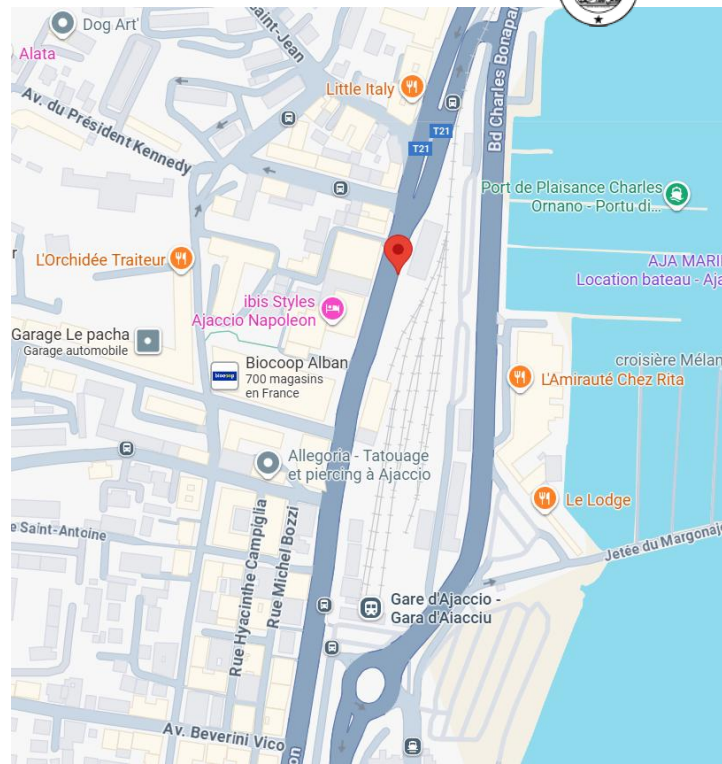 Dog Art'
Alata
Saint-Jean
Av. du Président Kennedy
Little Italy
T21
T21
Bd Charles Bonapar
Port de Plaisance Charles
Ornano - Portu di...
AJA MARI
Location bateau - Aja
L'Orchidée Traiteur
ibis Styles
Ajaccio Napoleon
Garage Le pacha
Garage automobile
biocoop
Biocoop Alban
700 magasins
en France
croisière Mélan
L'Amirauté Chez Rita
Allegoria - Tatouage
et piercing à Ajaccio
Le Lodge
e Saint-Antoine
Rue Hyacinthe Campiglia
Rue Michel Bozzi
Jetée du Margonaj
Gare d'Ajaccio -
Gara d'Aiacciu
Av. Beverini Vico
on